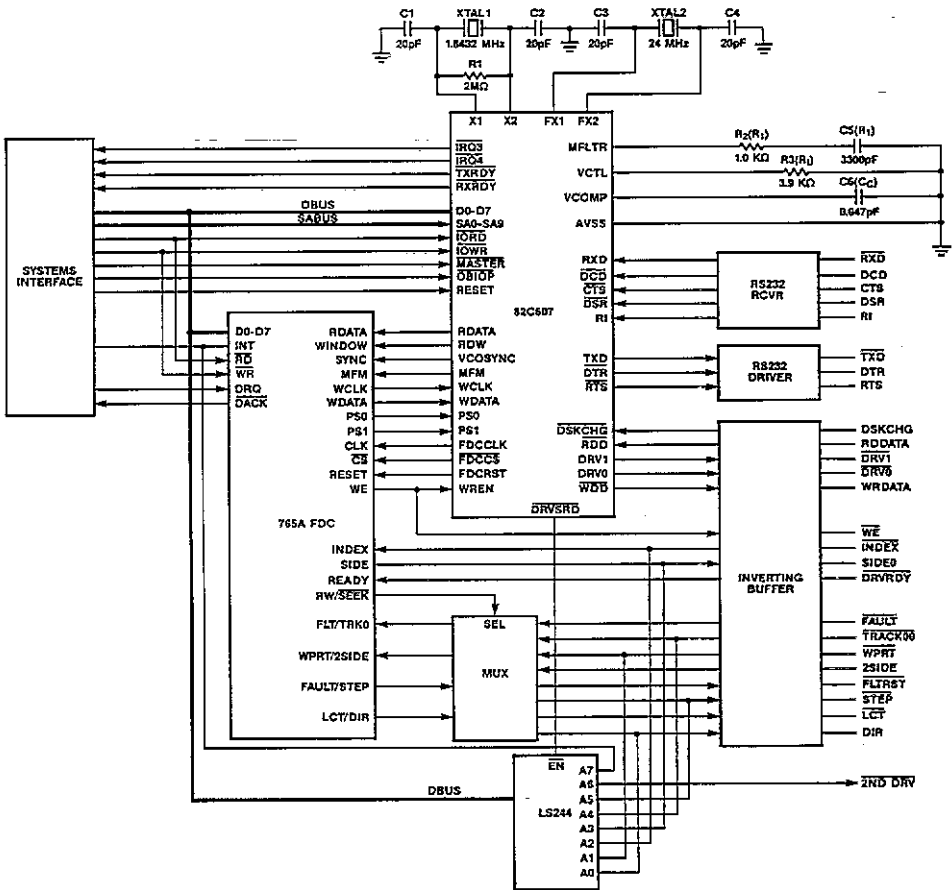 C1 XTAL1 C2 C3 XTAL2 C4
20pF 1.8432 MHz 20pF 20pF 24 MHz 20pF
R1
2MΩ
X1 X2 FX1 FX2
SYSTEMS
INTERFACE
DBUS
SABUS
IRQ3
IRQ4
TXRDY
RXRDY
D0-D7
SA0-SA9
IORD
IOWR
MASTER
OBIOP
RESET
RDATA
RDW
VCOSYNC
MFM
WCLK
WDATA
PS0
PS1
FDCCLK
FDCCS
FDCRST
WREN
82C607
DRVSRD
MFLTR
VCTL
VCOMP
AVSS
RXD
DCD
CTS
DSR
RI
TXD
DTR
RTS
DSKCHG
RDD
DRV1
DRV0
WDD
R2(R1)
1.0 KΩ
C5(R1)
3300pF
R3(R1)
3.9 KΩ
C6(CC)
0.647pF
RS232
RCVR
RXD
DCD
CTS
DSR
RI
RS232
DRIVER
TXD
DTR
RTS
D0-D7
INT
RD
WR
DRQ
DACK
RDATA
WINDOW
SYNC
MFM
WCLK
WDATA
PS0
PS1
CLK
CS
RESET
WE
765A FDC
INDEX
SIDE
READY
RW/SEEK
FLT/TRK0
WPRT/2SIDE
FAULT/STEP
LCT/DIR
SEL
MUX
INVERTING
BUFFER
DSKCHG
RDDATA
DRV1
DRV0
WRDATA
WE
INDEX
SIDE0
DRVRDY
FAULT
TRACK00
WPRT
2SIDE
FLTRST
STEP
LCT
DIR
DBUS
EN
LS244
A7
A6
A5
A4
A3
A2
A1
A0
2ND DRV